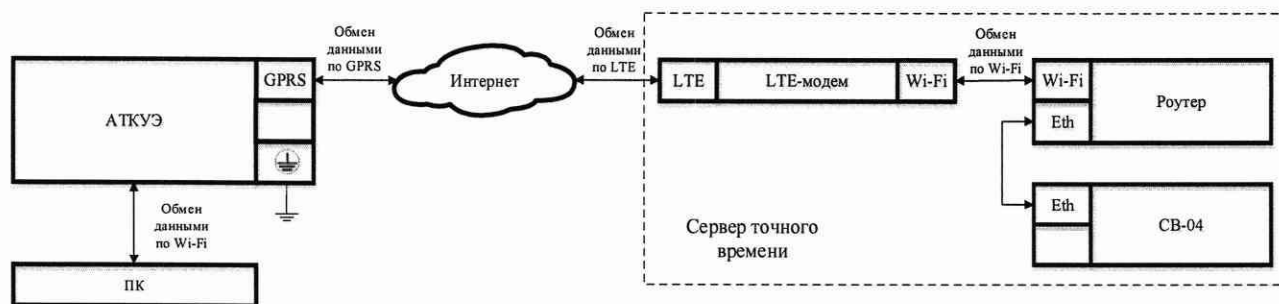 Обмен
данными
по GPRS
Обмен
данными
по LTE
Обмен
данными
по Wi-Fi
АТКУЭ
GPRS
Интернет
LTE
LTE-модем
Wi-Fi
Wi-Fi
Роутер
Eth
Обмен
данными
по Wi-Fi
Сервер точного
времени
Eth
СВ-04
ПК